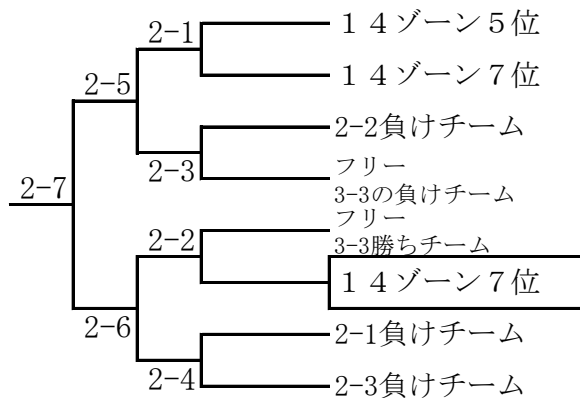 2-1
１４ゾーン５位
2-5
１４ゾーン７位
2-3
2-2負けチーム
2-7
フリー
3-3の負けチーム
2-2
フリー
3-3勝ちチーム
１４ゾーン７位
2-6
2-4
2-1負けチーム
2-3負けチーム